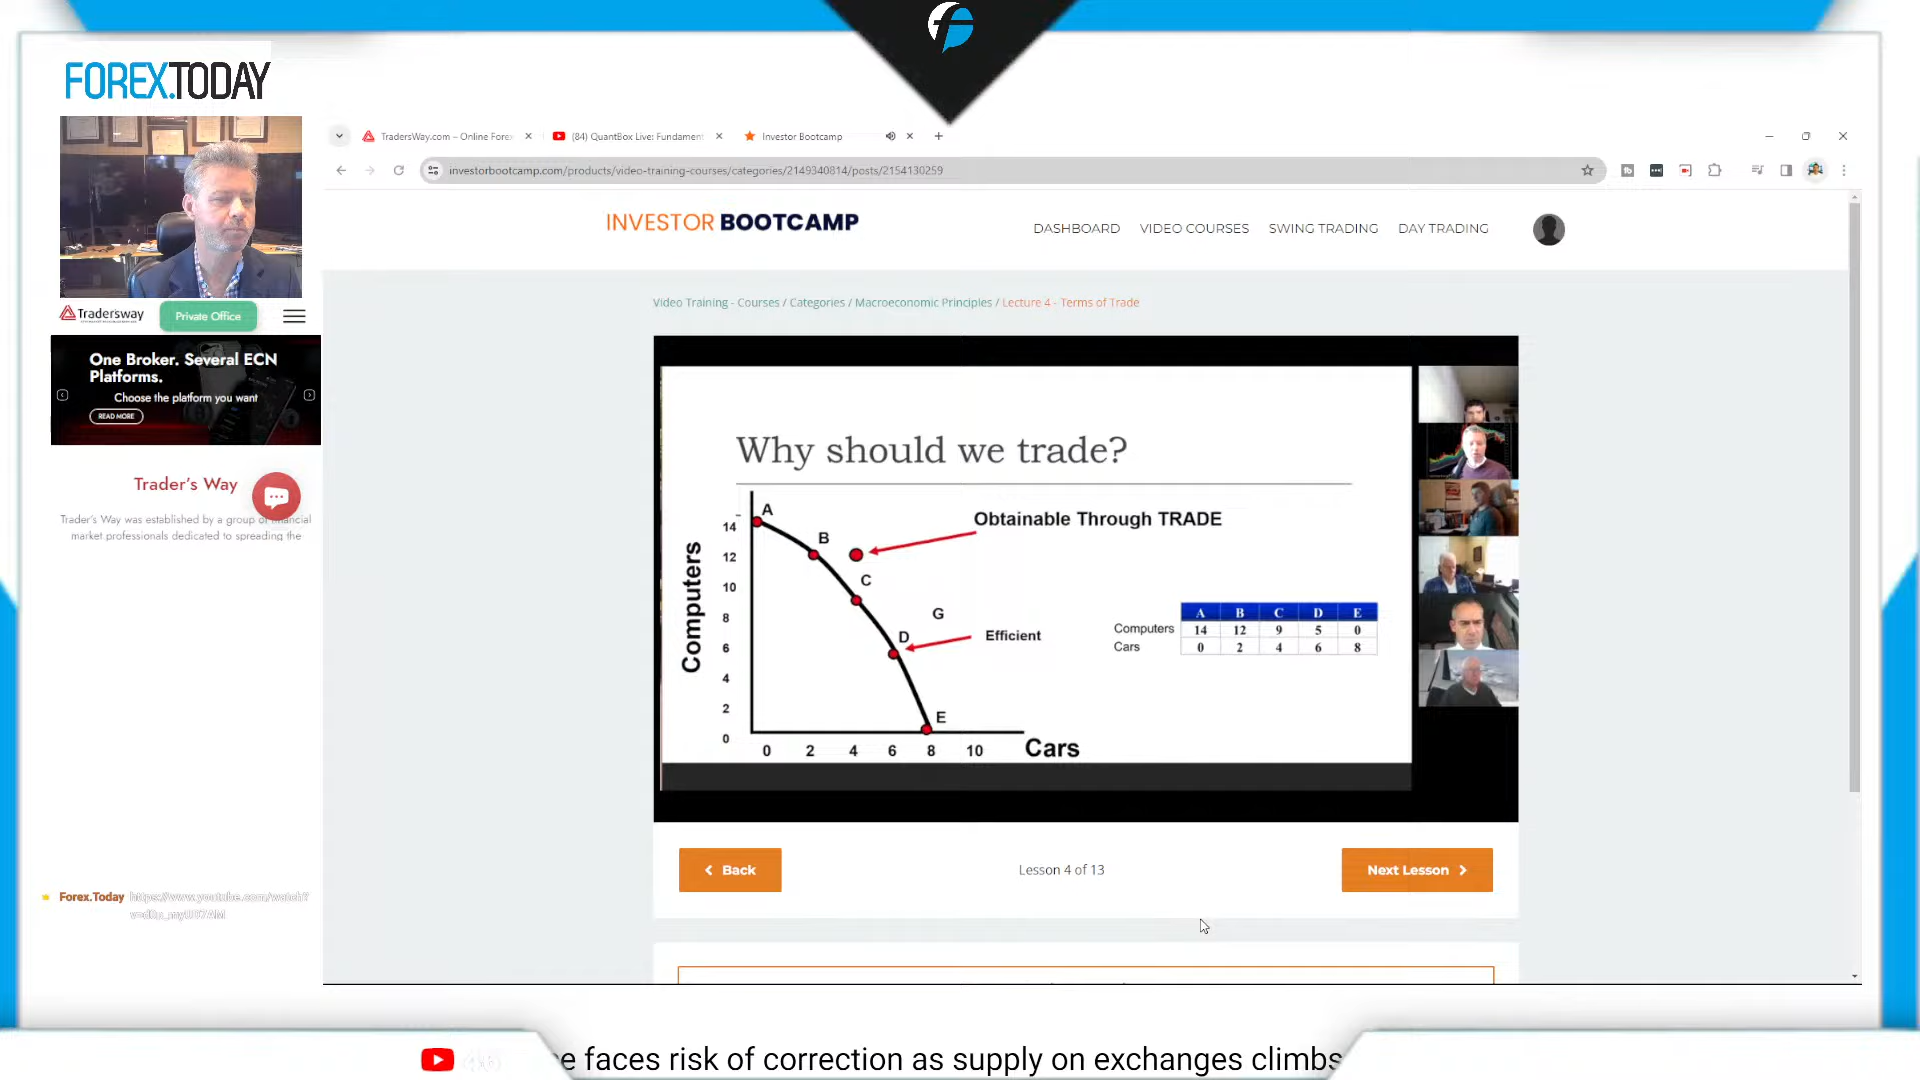 FOREX.TODAY
TradersWay.com – Online Forex
(84) QuantBox Live: Fundament
Investor Bootcamp
investorbootcamp.com/products/video-training-courses/categories/2149340814/posts/2154130259
INVESTOR BOOTCAMP
DASHBOARD
VIDEO COURSES
SWING TRADING
DAY TRADING
Tradersway
Private Office
One Broker. Several ECN
Platforms.
Choose the platform you want
READ MORE
Trader's Way
Trader's Way was established by a group of financial
market professionals dedicated to spreading the
Forex.Today https://www.youtube.com/watch?
Video Training - Courses / Categories / Macroeconomic Principles / Lecture 4 - Terms of Trade
Why should we trade?
Computers
14
12
10
8
6
4
2
0
A
B
C
D
E
G
Obtainable Through TRADE
Efficient
0 2 4 6 8 10
Cars
A B C D E
Computers 14 12 9 5 0
Cars 0 2 4 6 8
Back
Lesson 4 of 13
Next Lesson
e faces risk of correction as supply on exchanges climbs